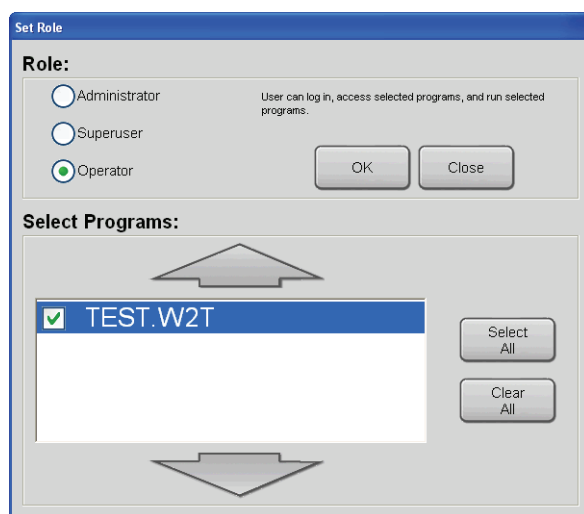 Set Role
Role:
Administrator
User can log in, access selected programs, and run selected
programs.
Superuser
Operator
OK
Close
Select Programs:
TEST.W2T
Select
All
Clear
All